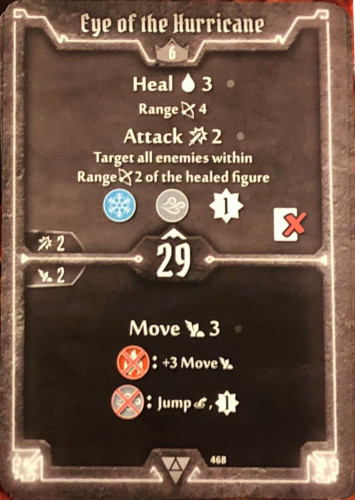 Eye of the Hurricane
6
Heal 3
Range 4
Attack 2
Target all enemies within
Range 2 of the healed figure
1
2
29
2
Move 3
: +3 Move
: Jump , 1
468